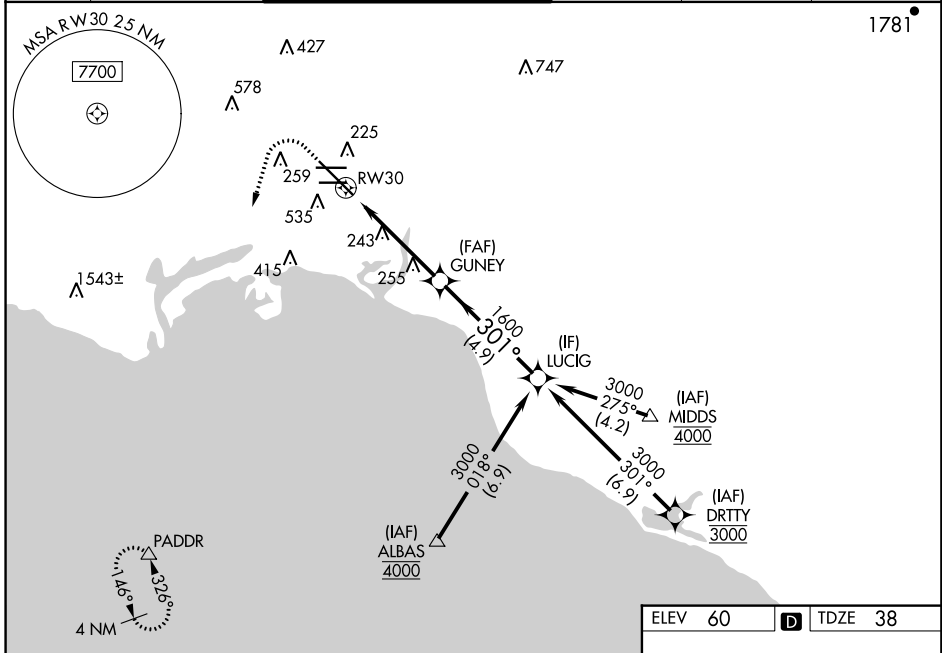 MSA RW30 25 NM
7700
427
578
747
1781
225
259
RW30
535
243
415
255
1543±
(FAF)
GUNEY
1600
301°
(4.9)
(IF)
LUCIG
3000
275°
(4.2)
(IAF)
MIDDS
4000
3000
018°
(6.9)
3000
301°
(6.9)
(IAF)
DRTTY
3000
(IAF)
ALBAS
4000
PADDR
146°
326°
4 NM
ELEV 60 D TDZE 38